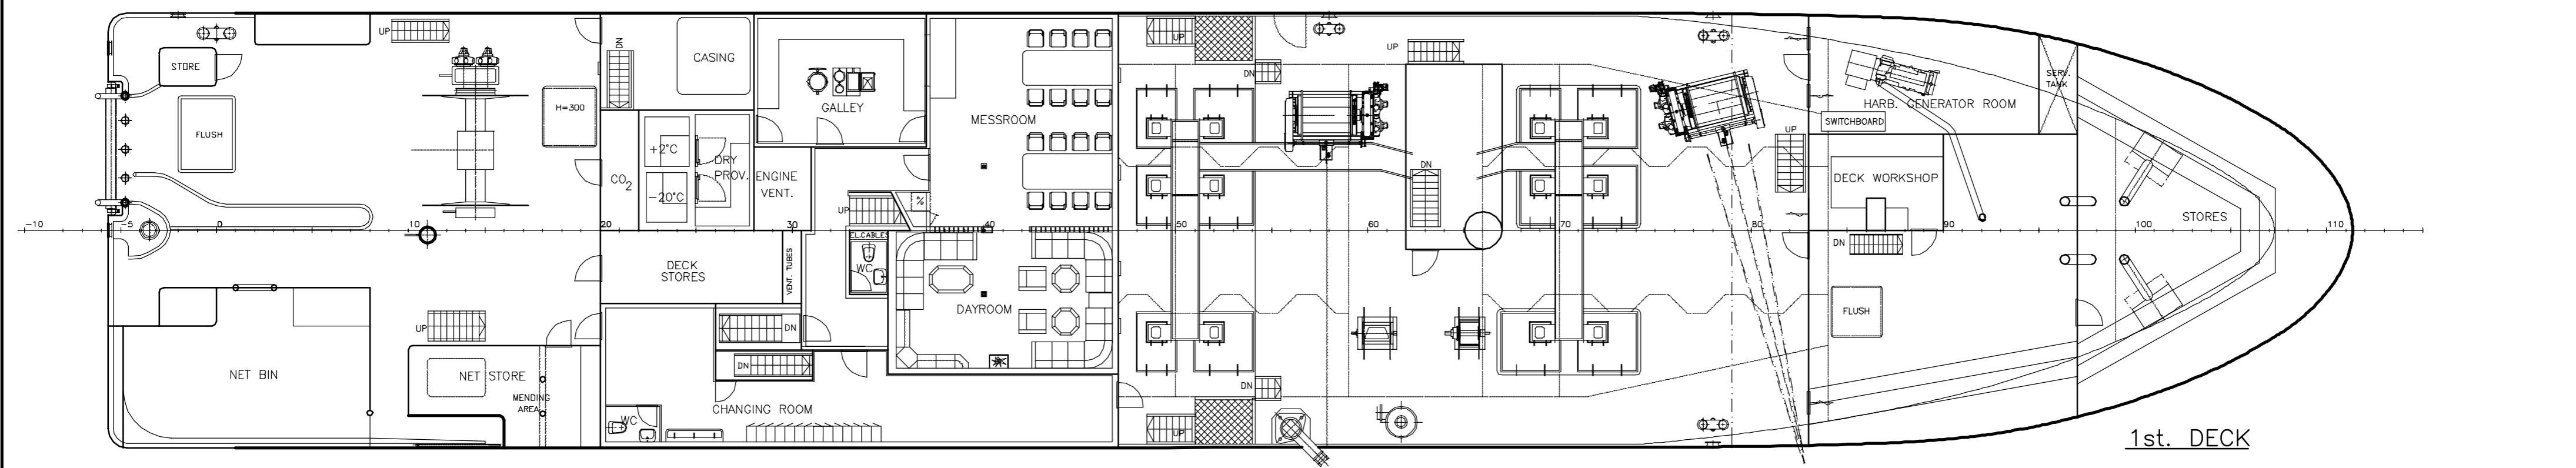 UP
STORE
FLUSH
H=300
DN
CASING
CO2
+2°C
-20°C
DRY
PROV.
ENGINE
VENT.
GALLEY
MESSROOM
UP
UP
DN
UP
DN
UP
SERV.
TANK
HARB. GENERATOR ROOM
SWITCHBOARD
DECK WORKSHOP
STORES
-10
-5
0
10
20
30
40
50
60
70
80
90
100
110
EL.CABLES
WC
DECK
STORES
VENT. TUBES
DAYROOM
DN
FLUSH
UP
DN
DN
NET BIN
NET STORE
MENDING
AREA
WC
CHANGING ROOM
DN
UP
1st. DECK